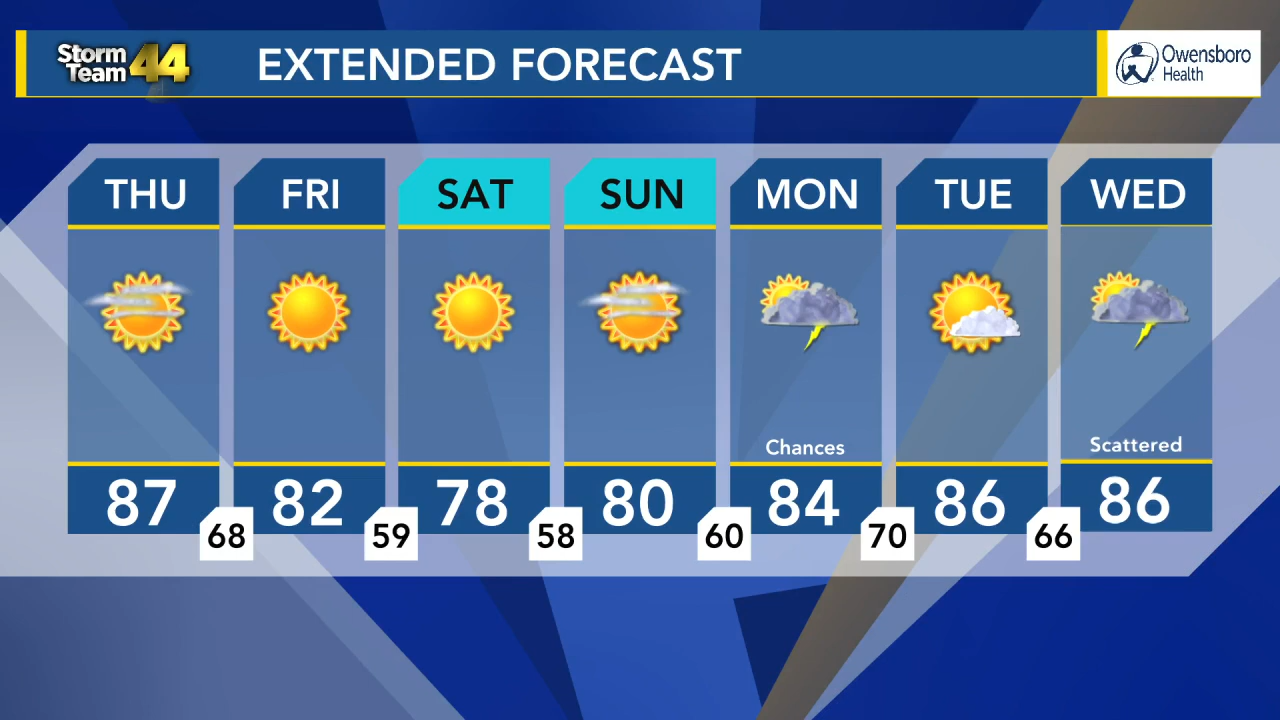 Storm
Team 44
EXTENDED FORECAST
Owensboro
Health
THU FRI SAT SUN MON TUE WED
Chances Scattered
87 82 78 80 84 86 86
68 59 58 60 70 66